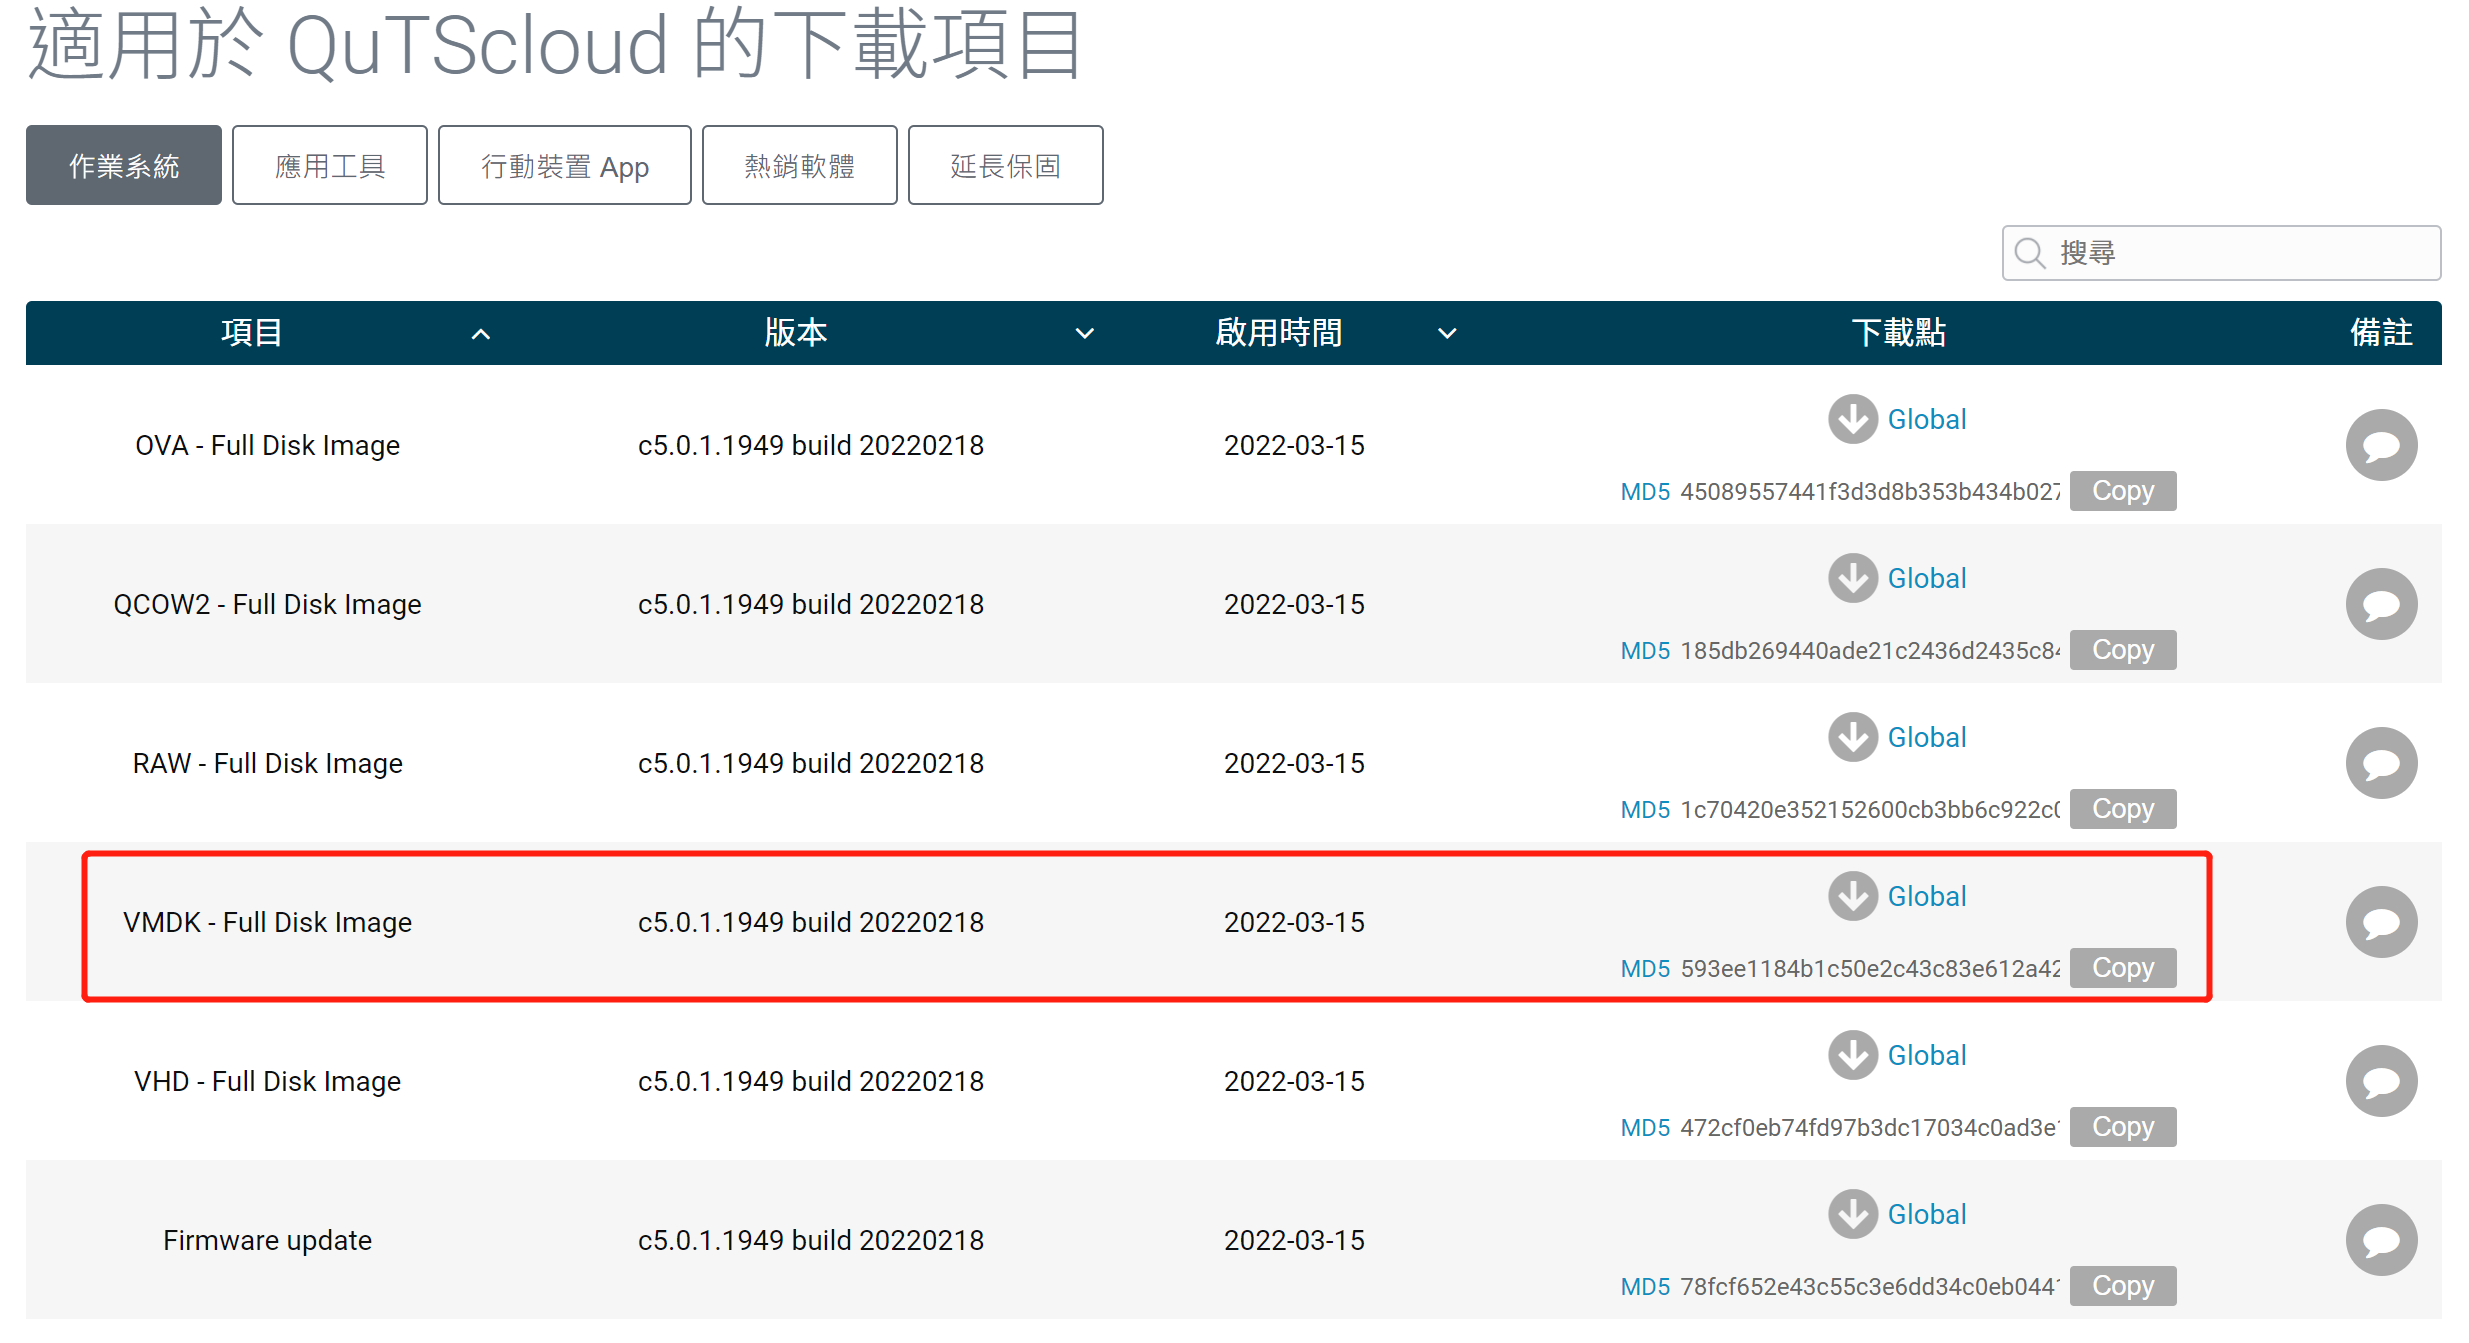 適用於 QuTScloud 的下載項目
作業系統 應用工具 行動裝置 App 熱銷軟體 延長保固
搜尋
項目 版本 啟用時間 下載點 備註
OVA - Full Disk Image c5.0.1.1949 build 20220218 2022-03-15 Global
MD5 45089557441f3d3d8b353b434b027 Copy
QCOW2 - Full Disk Image c5.0.1.1949 build 20220218 2022-03-15 Global
MD5 185db269440ade21c2436d2435c84 Copy
RAW - Full Disk Image c5.0.1.1949 build 20220218 2022-03-15 Global
MD5 1c70420e352152600cb3bb6c922c0 Copy
VMDK - Full Disk Image c5.0.1.1949 build 20220218 2022-03-15 Global
MD5 593ee1184b1c50e2c43c83e612a42 Copy
VHD - Full Disk Image c5.0.1.1949 build 20220218 2022-03-15 Global
MD5 472cf0eb74fd97b3dc17034c0ad3e Copy
Firmware update c5.0.1.1949 build 20220218 2022-03-15 Global
MD5 78fcf652e43c55c3e6dd34c0eb044 Copy